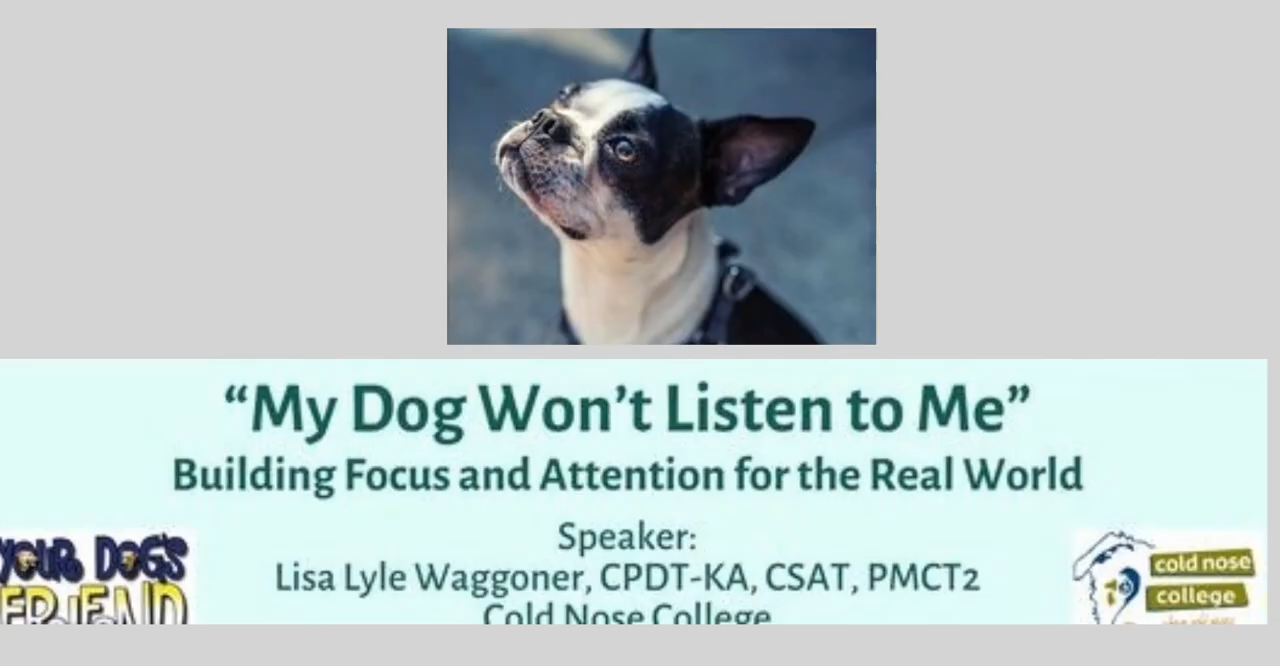 “My Dog Won’t Listen to Me”
Building Focus and Attention for the Real World
Speaker:
Lisa Lyle Waggoner, CPDT-KA, CSAT, PMCT2
Cold Nose College
YOUR DOG'S
FRIEND
cold nose
college